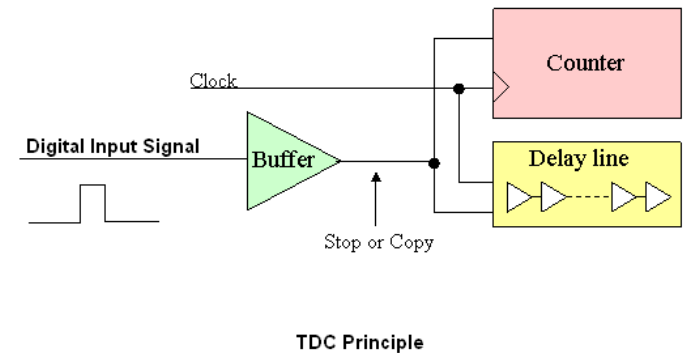 Counter
Clock
Digital Input Signal
Buffer
Delay line
Stop or Copy
TDC Principle